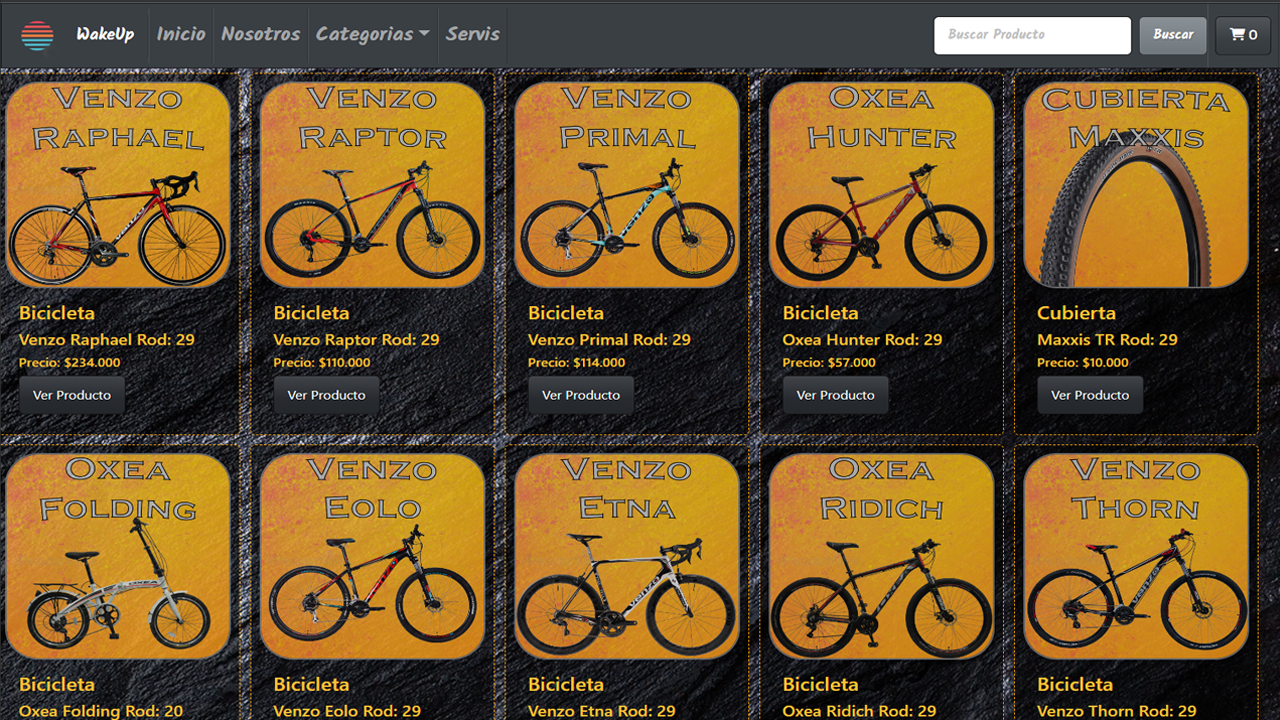 WakeUp Inicio Nosotros Categorias Servis Buscar Producto Buscar 0
VENZO RAPHAEL
VENZO RAPTOR
VENZO PRIMAL
OXEA HUNTER
CUBIERTA MAXXIS
Bicicleta
Venzo Raphael Rod: 29
Precio: $234.000
Ver Producto
Bicicleta
Venzo Raptor Rod: 29
Precio: $110.000
Ver Producto
Bicicleta
Venzo Primal Rod: 29
Precio: $114.000
Ver Producto
Bicicleta
Oxea Hunter Rod: 29
Precio: $57.000
Ver Producto
Cubierta
Maxxis TR Rod: 29
Precio: $10.000
Ver Producto
OXEA FOLDING
VENZO EOLO
VENZO ETNA
OXEA RIDICH
VENZO THORN
Bicicleta
Oxea Folding Rod: 20
Bicicleta
Venzo Eolo Rod: 29
Bicicleta
Venzo Etna Rod: 29
Bicicleta
Oxea Ridich Rod: 29
Bicicleta
Venzo Thorn Rod: 29